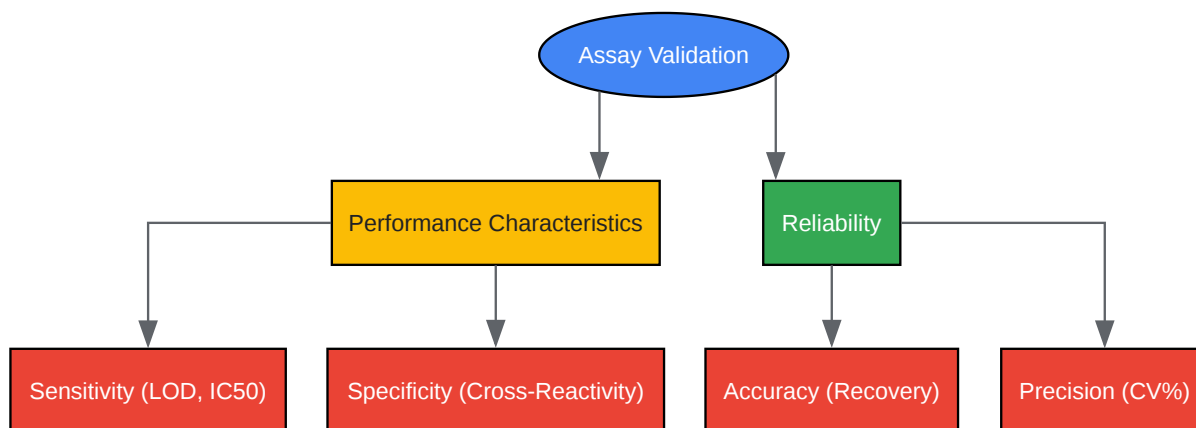 Assay Validation
Performance Characteristics
Reliability
Sensitivity (LOD, IC50)
Specificity (Cross-Reactivity)
Accuracy (Recovery)
Precision (CV%)